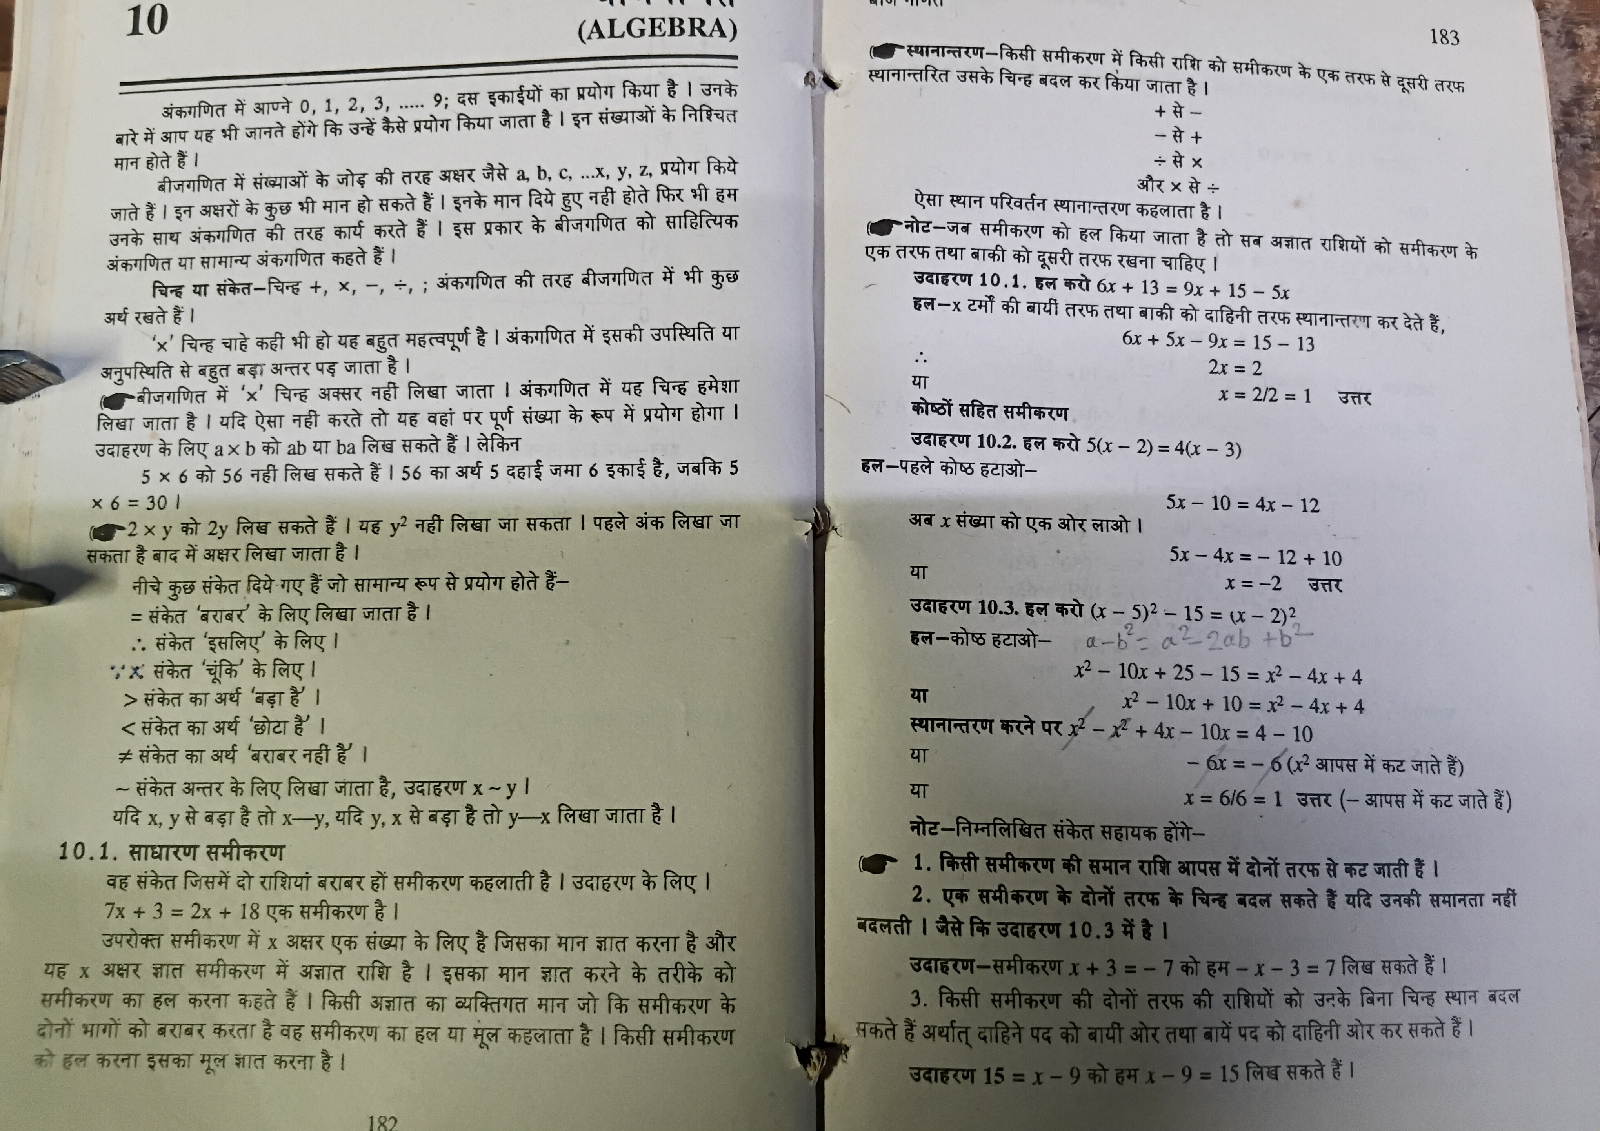 10
(ALGEBRA)
अंकगणित में आपने 0, 1, 2, 3, ..... 9; दस इकाईयों का प्रयोग किया है । उनके
बारे में आप यह भी जानते होंगे कि उन्हें कैसे प्रयोग किया जाता है । इन संख्याओं के निश्चित
मान होते हैं ।
बीजगणित में संख्याओं के जोड़ की तरह अक्षर जैसे a, b, c, ...x, y, z, प्रयोग किये
जाते हैं । इन अक्षरों के कुछ भी मान हो सकते हैं । इनके मान दिये हुए नही होते फिर भी हम
उनके साथ अंकगणित की तरह कार्य करते हैं । इस प्रकार के बीजगणित को साहित्यिक
अंकगणित या सामान्य अंकगणित कहते हैं ।
चिन्ह या संकेत–चिन्ह +, ×, –, ÷, ; अंकगणित की तरह बीजगणित में भी कुछ
अर्थ रखते हैं ।
‘×’ चिन्ह चाहे कहीं भी हो यह बहुत महत्वपूर्ण है । अंकगणित में इसकी उपस्थिति या
अनुपस्थिति से बहुत बड़ा अन्तर पड़ जाता है ।
बीजगणित में ‘×’ चिन्ह अक्सर नहीं लिखा जाता । अंकगणित में यह चिन्ह हमेशा
लिखा जाता है । यदि ऐसा नही करते तो यह वहां पर पूर्ण संख्या के रूप में प्रयोग होगा ।
उदाहरण के लिए a × b को ab या ba लिख सकते हैं । लेकिन
5 × 6 को 56 नही लिख सकते हैं । 56 का अर्थ 5 दहाई जमा 6 इकाई है, जबकि 5
× 6 = 30 ।
2 × y को 2y लिख सकते हैं । यह y² नही लिखा जा सकता । पहले अंक लिखा जा
सकता है बाद में अक्षर लिखा जाता है ।
नीचे कुछ संकेत दिये गए हैं जो सामान्य रूप से प्रयोग होते हैं–
= संकेत ‘बराबर’ के लिए लिखा जाता है ।
∴ संकेत ‘इसलिए’ के लिए ।
∵ संकेत ‘चूंकि’ के लिए ।
> संकेत का अर्थ ‘बड़ा है’ ।
< संकेत का अर्थ ‘छोटा है’ ।
≠ संकेत का अर्थ ‘बराबर नहीं है’ ।
~ संकेत अन्तर के लिए लिखा जाता है, उदाहरण x ~ y ।
यदि x, y से बड़ा है तो x—y, यदि y, x से बड़ा है तो y—x लिखा जाता है ।
10.1. साधारण समीकरण
वह संकेत जिसमें दो राशियां बराबर हों समीकरण कहलाती है । उदाहरण के लिए ।
7x + 3 = 2x + 18 एक समीकरण है ।
उपरोक्त समीकरण में x अक्षर एक संख्या के लिए है जिसका मान ज्ञात करना है और
यह x अक्षर ज्ञात समीकरण में अज्ञात राशि है । इसका मान ज्ञात करने के तरीके को
समीकरण का हल करना कहते हैं । किसी अज्ञात का व्यक्तिगत मान जो कि समीकरण के
दोनों भागों को बराबर करता है वह समीकरण का हल या मूल कहलाता है । किसी समीकरण
को हल करना इसका मूल ज्ञात करना है ।
182
183
स्थानान्तरण–किसी समीकरण में किसी राशि को समीकरण के एक तरफ से दूसरी तरफ
स्थानान्तरित उसके चिन्ह बदल कर किया जाता है ।
+ से –
– से +
÷ से ×
और × से ÷
ऐसा स्थान परिवर्तन स्थानान्तरण कहलाता है ।
नोट–जब समीकरण को हल किया जाता है तो सब अज्ञात राशियों को समीकरण के
एक तरफ तथा बाकी को दूसरी तरफ रखना चाहिए ।
उदाहरण 10.1. हल करो 6x + 13 = 9x + 15 – 5x
हल–x टर्मों की बायीं तरफ तथा बाकी को दाहिनी तरफ स्थानान्तरण कर देते हैं,
6x + 5x – 9x = 15 – 13
∴ 2x = 2
या x = 2/2 = 1 उत्तर
कोष्ठों सहित समीकरण
उदाहरण 10.2. हल करो 5(x – 2) = 4(x – 3)
हल–पहले कोष्ठ हटाओ–
5x – 10 = 4x – 12
अब x संख्या को एक ओर लाओ ।
5x – 4x = – 12 + 10
या x = –2 उत्तर
उदाहरण 10.3. हल करो (x – 5)² – 15 = (x – 2)²
हल–कोष्ठ हटाओ– a-b² = a² - 2ab + b²
x² – 10x + 25 – 15 = x² – 4x + 4
या x² – 10x + 10 = x² – 4x + 4
स्थानान्तरण करने पर x² – x² + 4x – 10x = 4 – 10
या – 6x = – 6 (x² आपस में कट जाते हैं)
या x = 6/6 = 1 उत्तर (– आपस में कट जाते हैं)
नोट–निम्नलिखित संकेत सहायक होंगे–
1. किसी समीकरण की समान राशि आपस में दोनों तरफ से कट जाती हैं ।
2. एक समीकरण के दोनों तरफ के चिन्ह बदल सकते हैं यदि उनकी समानता नहीं
बदलती । जैसे कि उदाहरण 10.3 में है ।
उदाहरण–समीकरण x + 3 = – 7 को हम – x – 3 = 7 लिख सकते हैं ।
3. किसी समीकरण की दोनों तरफ की राशियों को उनके बिना चिन्ह स्थान बदल
सकते हैं अर्थात् दाहिने पद को बायीं ओर तथा बायें पद को दाहिनी ओर कर सकते हैं ।
उदाहरण 15 = x – 9 को हम x – 9 = 15 लिख सकते हैं ।